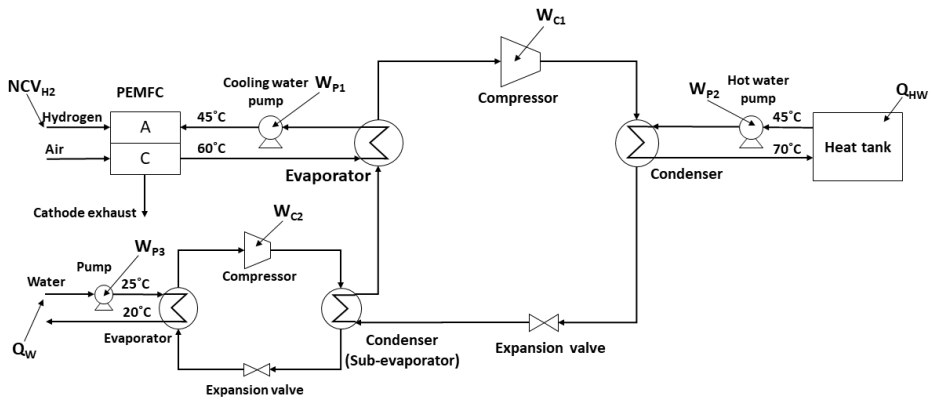 W_C1
NCV_H2
PEMFC
Cooling water
pump
W_P1
Compressor
W_P2
Hot water
pump
Q_HW
Hydrogen
A
45°C
45°C
Air
C
60°C
70°C
Heat tank
Evaporator
Condenser
Cathode exhaust
W_C2
W_P3
Pump
Compressor
Water
25°C
20°C
Q_W
Evaporator
Condenser
(Sub-evaporator)
Expansion valve
Expansion valve